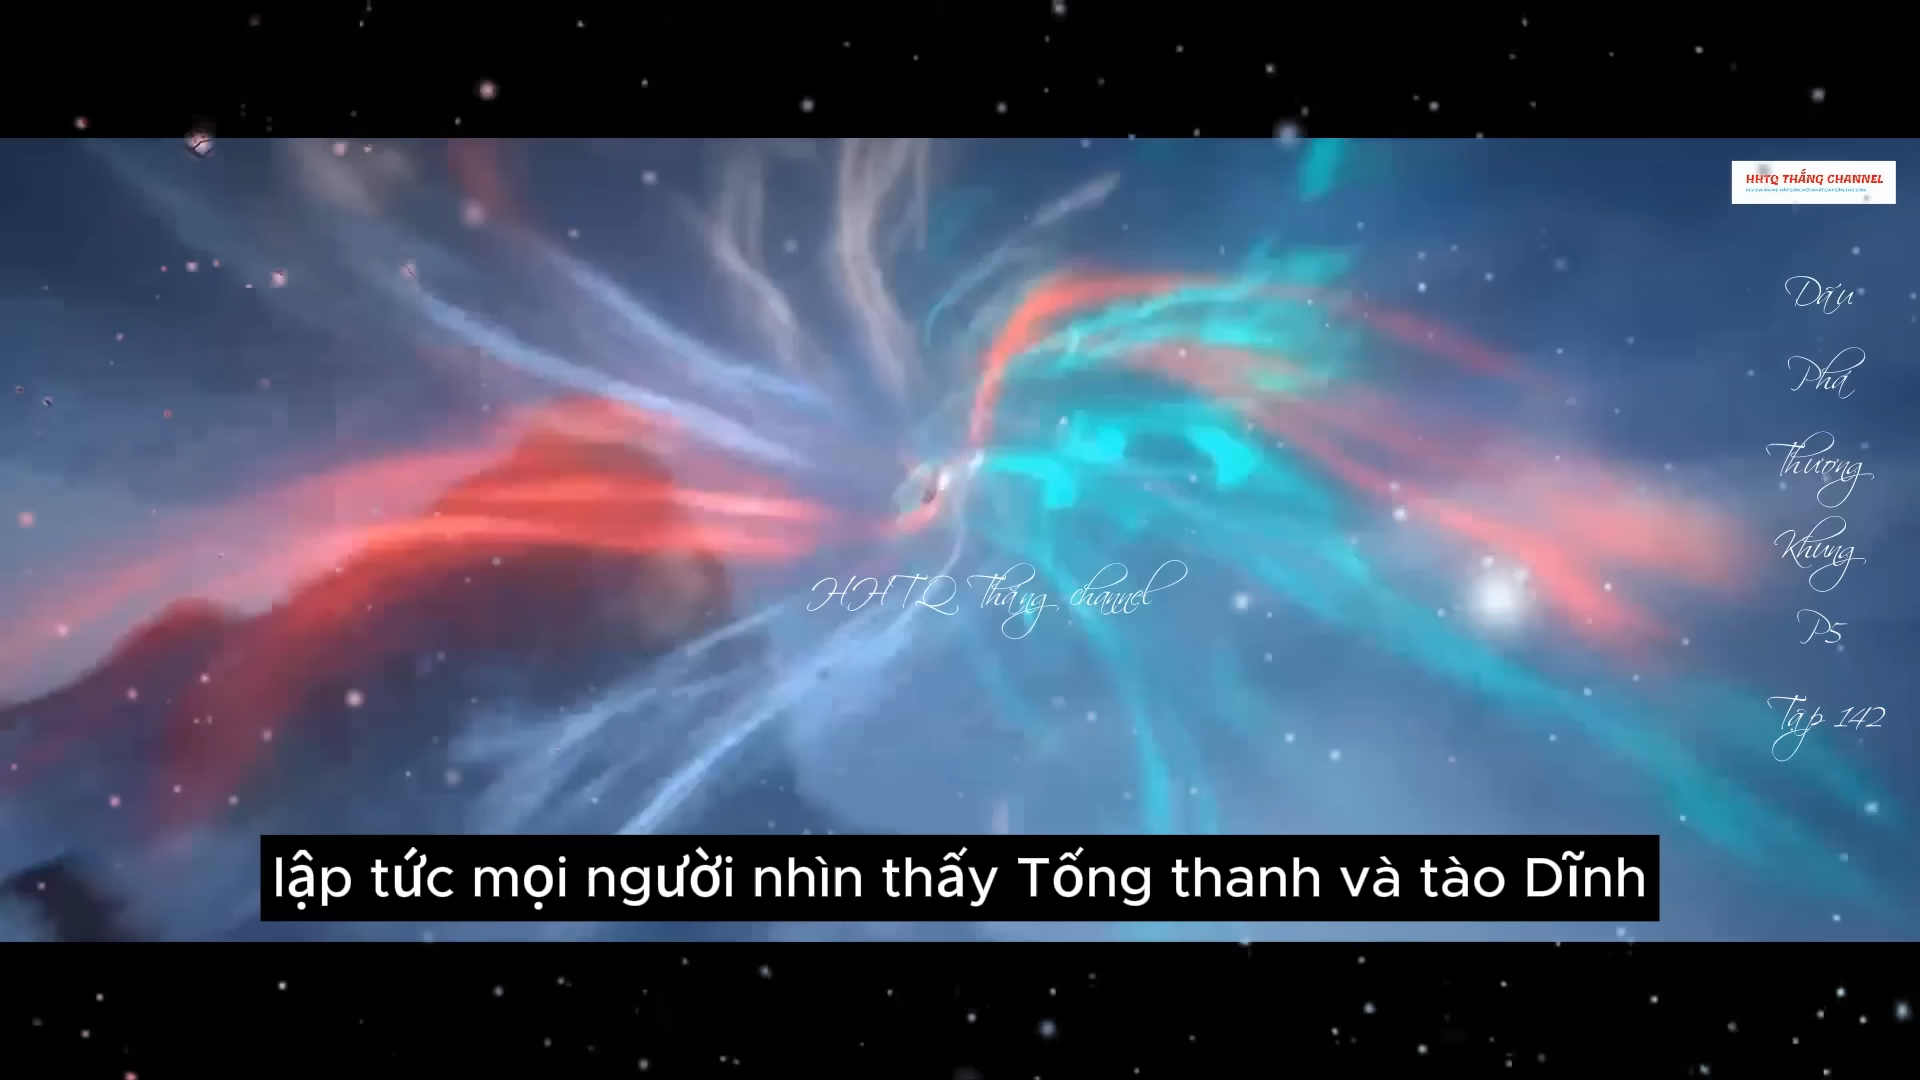 HHTQ THẮNG CHANNEL
Dấu
Phá
Thương
Khung
HHTQ Thắng channel
P5
Tập 142
lập tức mọi người nhìn thấy Tống thanh và tào Dĩnh